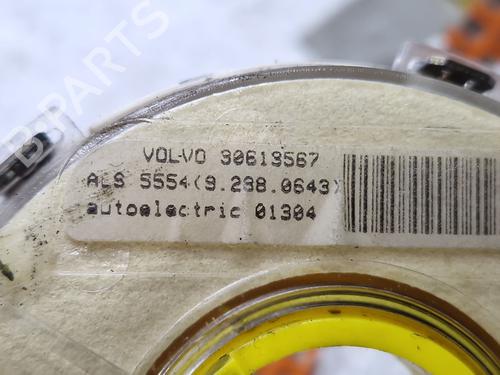 B-PARTS
VOLVO 30613567
ALS 5554(9.298.0643)
autoelectric 01304